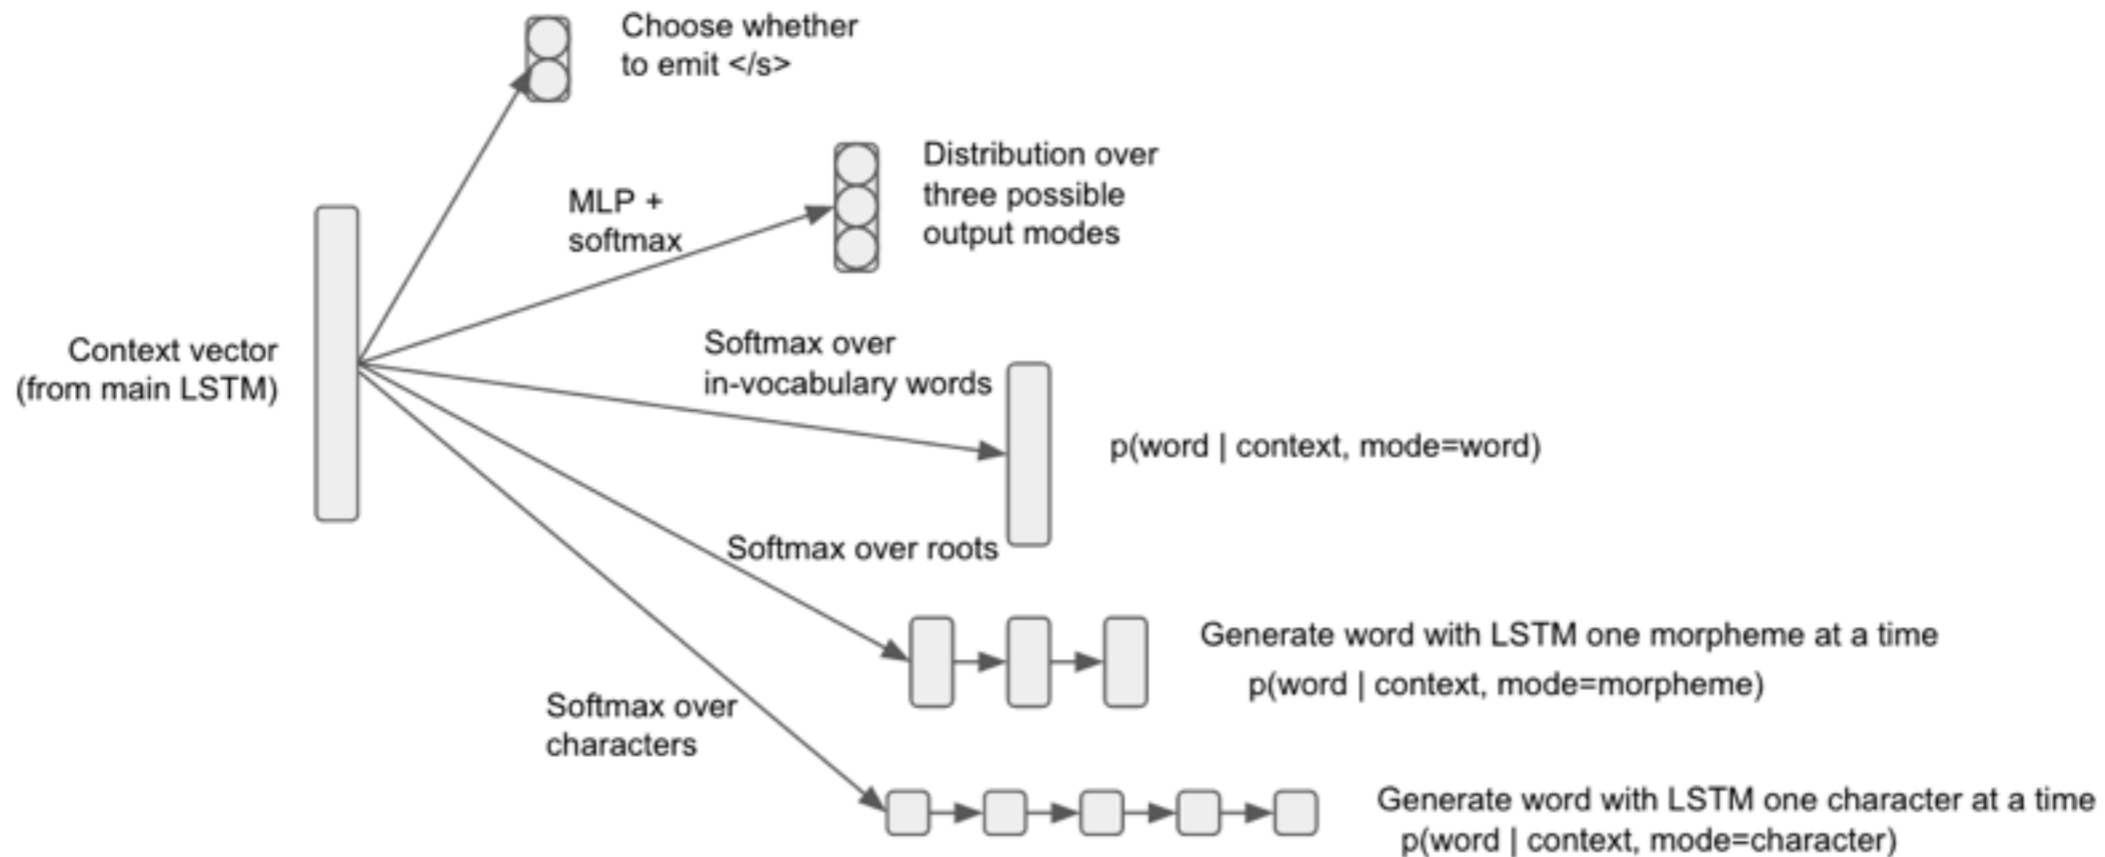 Choose whether
to emit </s>
Distribution over
three possible
output modes
MLP +
softmax
Context vector
(from main LSTM)
Softmax over
in-vocabulary words
p(word | context, mode=word)
Softmax over roots
Generate word with LSTM one morpheme at a time
p(word | context, mode=morpheme)
Softmax over
characters
Generate word with LSTM one character at a time
p(word | context, mode=character)